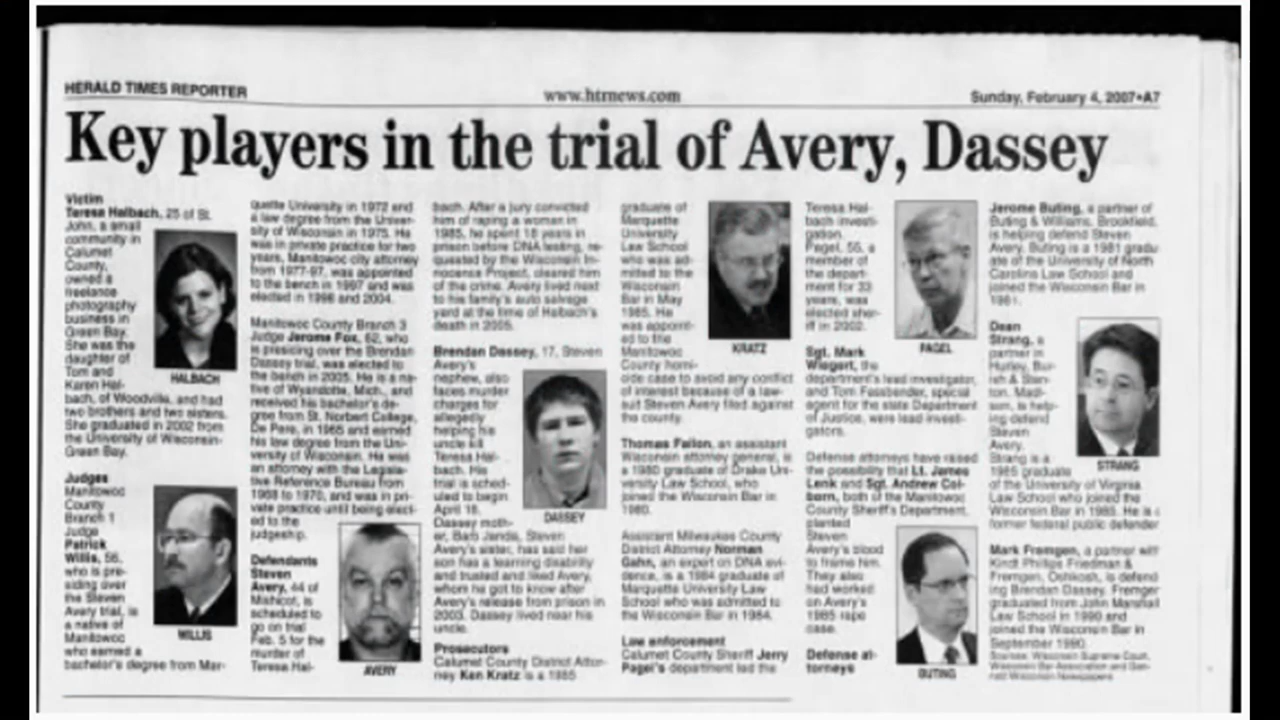 HERALD TIMES REPORTER
www.htrnews.com
Sunday, February 4, 2007•A7
Key players in the trial of Avery, Dassey
Victim
Teresa Halbach, 25 of St.
John, a small
community in
Calumet
County,
owned a
freelance
photography
business in
Green Bay.
She was the
daughter of
Tom and
Karen Hal-
bach, of Woodville, and had
two brothers and two sisters.
She graduated in 2002 from
the University of Wisconsin-
Green Bay.
HALBACH
Judges
Manitowoc
County
Branch 1
Judge
Patrick
Willis, 56,
who is pre-
siding over
the Steven
Avery trial, is
a native of
Manitowoc
who earned a
bachelor's degree from Mar-
WILLIS
quette University in 1972 and
a law degree from the Univer-
sity of Wisconsin in 1975. He
was in private practice for two
years, Manitowoc city attorney
from 1977-97, was appointed
to the bench in 1997 and was
elected in 1998 and 2004.
Manitowoc County Branch 3
Judge Jerome Fox, 62, who
is presiding over the Brendan
Dassey trial, was elected to
the bench in 2005. He is a na-
tive of Wyandotte, Mich., and
received his bachelor's de-
gree from St. Norbert College,
De Pere, in 1965 and earned
his law degree from the Uni-
versity of Wisconsin. He was
an attorney with the Legisla-
tive Reference Bureau from
1968 to 1970, and was in pri-
vate practice until being elect-
ed to the
judgeship.
Defendants
Steven
Avery, 44 of
Mishicot, is
scheduled to
go on trial
Feb. 5 for the
murder of
Teresa Hal-
AVERY
bach. After a jury convicted
him of raping a woman in
1985, he spent 18 years in
prison before DNA testing, re-
quested by the Wisconsin In-
nocence Project, cleared him
of the crime. Avery lived next
to his family's auto salvage
yard at the time of Halbach's
death in 2005.
Brendan Dassey, 17, Steven
Avery's
nephew, also
faces murder
charges for
allegedly
helping his
uncle kill
Teresa Hal-
bach. His
trial is sched-
uled to begin
April 16.
Dassey moth-
er, Barb Janda, Steven
Avery's sister, has said her
son has a learning disability
and trusted and liked Avery,
whom he got to know after
Avery's release from prison in
2003. Dassey lived near his
uncle.
DASSEY
Prosecutors
Calumet County District Attor-
ney Ken Kratz is a 1985
graduate of
Marquette
University
Law School
who was ad-
mitted to the
Wisconsin
Bar in May
1985. He
was appoint-
ed to the
Manitowoc
County homi-
cide case to avoid any conflict
of interest because of a law-
suit Steven Avery filed against
the county.
KRATZ
Thomas Fallon, an assistant
Wisconsin attorney general, is
a 1980 graduate of Drake Uni-
versity Law School, who
joined the Wisconsin Bar in
1980.
Assistant Milwaukee County
District Attorney Norman
Gahn, an expert on DNA evi-
dence, is a 1984 graduate of
Marquette University Law
School who was admitted to
the Wisconsin Bar in 1984.
Law enforcement
Calumet County Sheriff Jerry
Pagel's department led the
Teresa Hal-
bach investi-
gation.
Pagel, 55, a
member of
the depart-
ment for 33
years, was
elected sher-
iff in 2002.
PAGEL
Sgt. Mark
Wiegert, the
department's lead investigator,
and Tom Fassbender, special
agent for the state Department
of Justice, were lead investi-
gators.
Defense attorneys have raised
the possibility that Lt. James
Lenk and Sgt. Andrew Col-
born, both of the Manitowoc
County Sheriff's Department,
planted
Steven
Avery's blood
to frame him.
They also
had worked
on Avery's
1985 rape
case.
Defense at-
torneys
BUTING
Jerome Buting, a partner of
Buting & Williams, Brookfield,
is helping defend Steven
Avery. Buting is a 1981 gradu
ate of the University of North
Carolina Law School and
joined the Wisconsin Bar in
1981.
Dean
Strang, a
partner in
Hurley, Bur-
ish & Stan-
ton, Madi-
son, is help-
ing defend
Steven
Avery.
Strang is a
1985 graduate
of the University of Virginia
Law School who joined the
Wisconsin Bar in 1985. He is a
former federal public defender
STRANG
Mark Fremgen, a partner with
Kindt Phillips Friedman &
Fremgen, Oshkosh, is defend
ing Brendan Dassey. Fremgen
graduated from John Marshall
Law School in 1990 and
joined the Wisconsin Bar in
September 1990.
Sources: Wisconsin Supreme Court,
Wisconsin Bar Association and Gan-
nett Wisconsin Newspapers